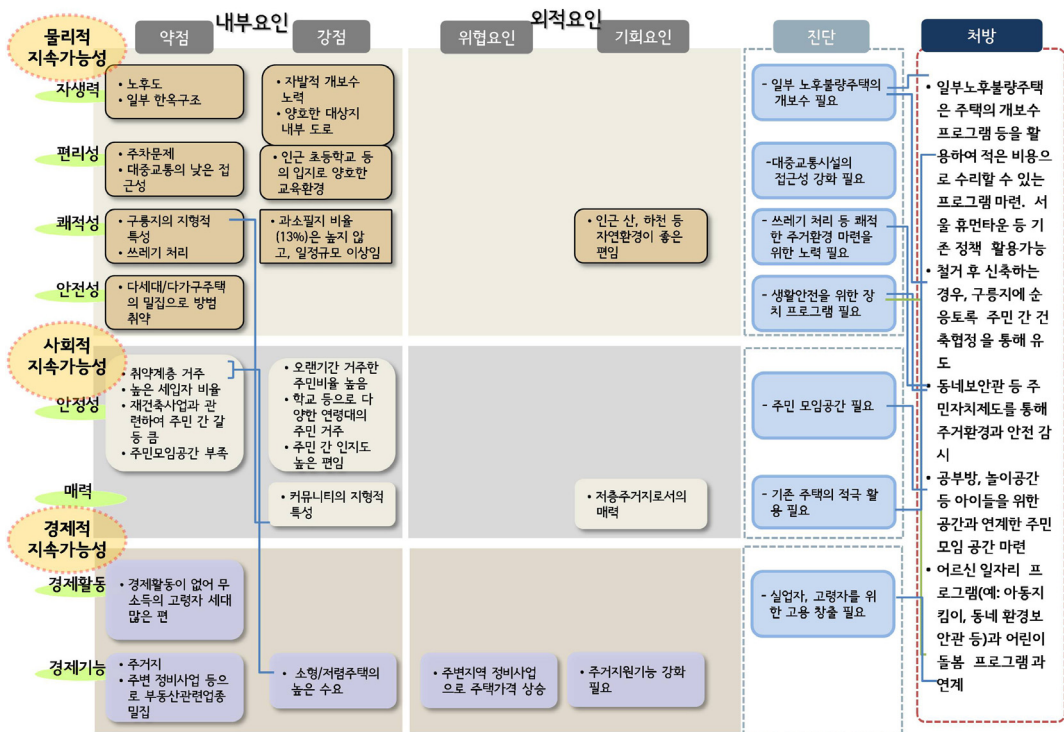 내부요인
외적요인
약점
강점
위협요인
기회요인
진단
처방
물리적
지속가능성
자생력
• 노후도
• 일부 한옥구조
• 자발적 개보수
노력
• 양호한 대상지
내부 도로
– 일부 노후불량주택의
개보수 필요
편리성
• 주차문제
• 대중교통의 낮은 접
근성
• 인근 초등학교 등
의 입지로 양호한
교육환경
–대중교통시설의
접근성 강화 필요
쾌적성
• 구릉지의 지형적
특성
• 쓰레기 처리
• 과소필지 비율
(13%)은 높지 않
고, 일정규모 이상임
• 인근 산, 하천 등
자연환경이 좋은
편임
– 쓰레기 처리 등 쾌적
한 주거환경 마련을
위한 노력 필요
안전성
• 다세대/다가구주택
의 밀집으로 방범
취약
– 생활안전을 위한 장
치 프로그램 필요
사회적
지속가능성
안정성
• 취약계층 거주
• 높은 세입자 비율
• 재건축사업과 관
련하여 주민 간 갈
등 큼
• 주민모임공간 부족
• 오랜기간 거주한
주민비율 높음
• 학교 등으로 다
양한 연령대의
주민 거주
• 주민 간 인지도
높은 편임
– 주민 모임공간 필요
매력
• 커뮤니티의 지형적
특성
• 저층주거지로서의
매력
– 기존 주택의 적극 활
용 필요
경제적
지속가능성
경제활동
• 경제활동이 없어 무
소득의 고령자 세대
많은 편
– 실업자, 고령자를 위
한 고용 창출 필요
경제기능
• 주거지
• 주변 정비사업 등으
로 부동산관련업종
밀집
• 소형/저렴주택의
높은 수요
• 주변지역 정비사업
으로 주택가격 상승
• 주거지원기능 강화
필요
• 일부노후불량주택
은 주택의 개보수
프로그램 등을 활
용하여 적은 비용으
로 수리할 수 있는
프로그램 마련. 서
울 휴먼타운 등 기
존 정책 활용가능
• 철거 후 신축하는
경우, 구릉지에 순
응토록 주민 간 건
축협정 을 통해 유
도
• 동네보안관 등 주
민자치제도를 통해
주거환경과 안전 감
시
• 공부방, 놀이공간
등 아이들을 위한
공간과 연계한 주민
모임 공간 마련
• 어르신 일자리 프
로그램(예: 아동지
킴이, 동네 환경보
안관 등)과 어린이
돌봄 프로그램 과
연계